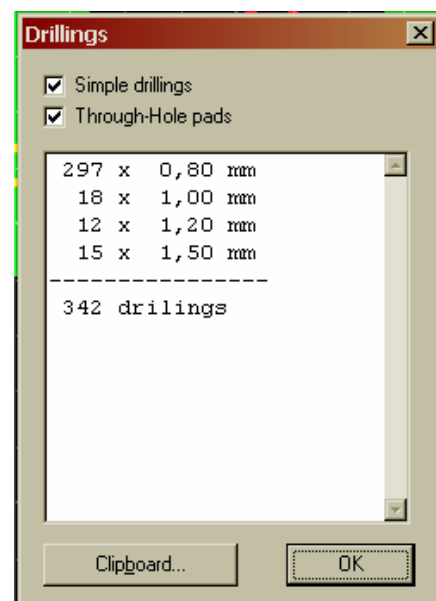 Drillings
Simple drillings
Through-Hole pads
297 x 0,80 mm
18 x 1,00 mm
12 x 1,20 mm
15 x 1,50 mm
----------------
342 drilings
Clipboard...
OK